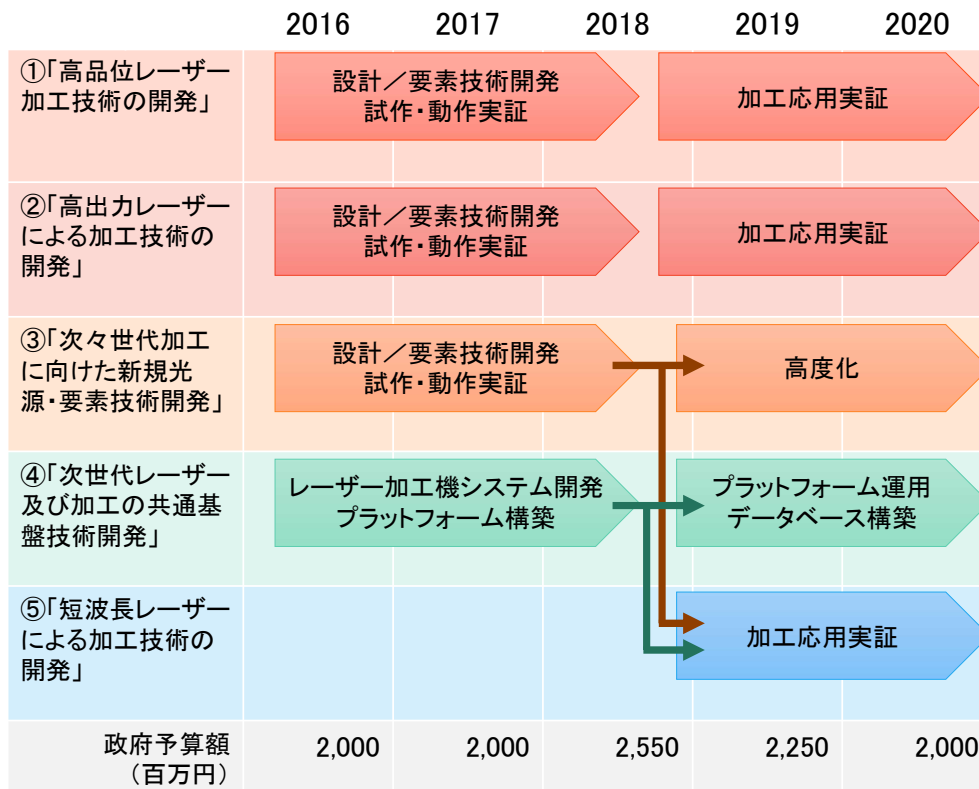 2016 2017 2018 2019 2020
①「高品位レーザー
加工技術の開発」
設計／要素技術開発
試作・動作実証
加工応用実証
②「高出力レーザー
による加工技術の
開発」
設計／要素技術開発
試作・動作実証
加工応用実証
③「次々世代加工
に向けた新規光
源・要素技術開発」
設計／要素技術開発
試作・動作実証
高度化
④「次世代レーザー
及び加工の共通基
盤技術開発」
レーザー加工機システム開発
プラットフォーム構築
プラットフォーム運用
データベース構築
⑤「短波長レーザー
による加工技術の
開発」
加工応用実証
政府予算額
（百万円）
2,000 2,000 2,550 2,250 2,000